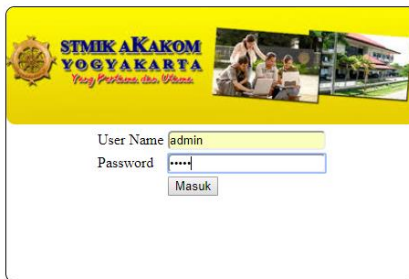 STMIK AKAKOM
YOGYAKARTA
Yang Pertama dan Utama
User Name admin
Password •••••
Masuk